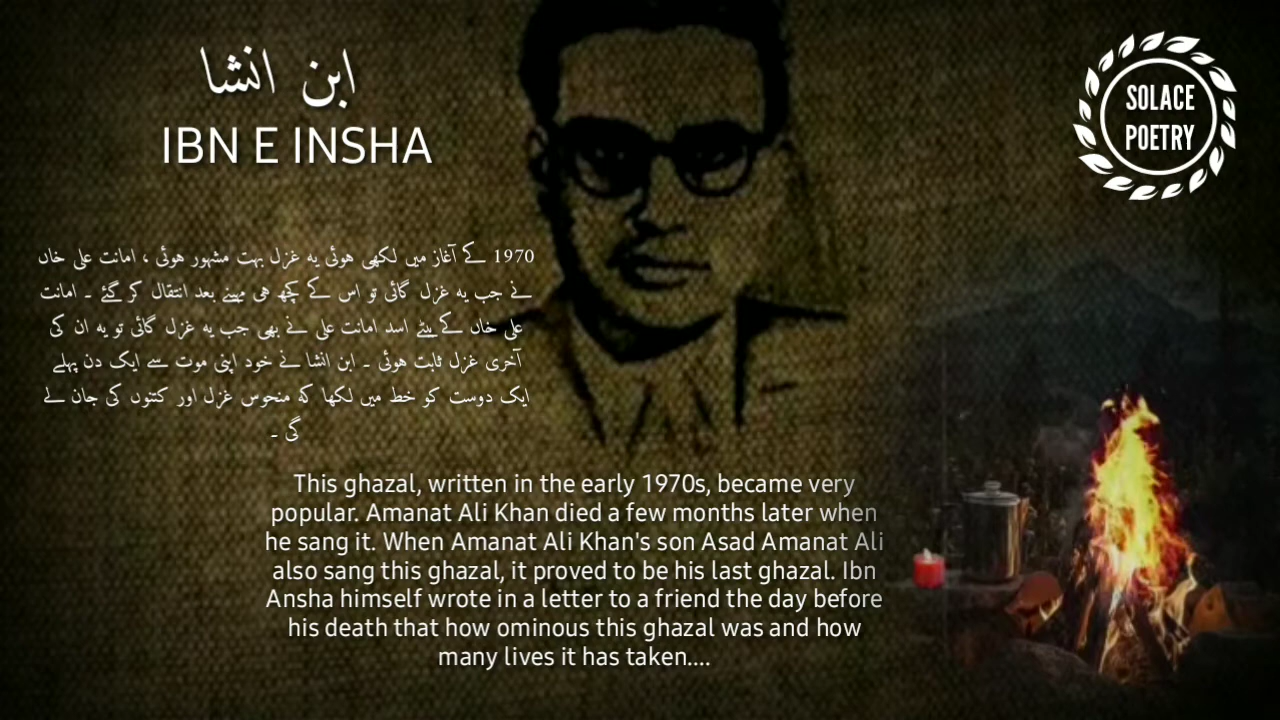 ابن انشا
IBN E INSHA
SOLACE
POETRY
1970 کے آغاز میں لکھی ہوئی یہ غزل بہت مشہور ہوئی ، امانت علی خاں
نے جب یہ غزل گائی تو اس کے کچھ ہی مہینے بعد انتقال کر گئے ۔ امانت
علی خاں کے بیٹے اسد امانت علی نے بھی جب یہ غزل گائی تو یہ ان کی
آخری غزل ثابت ہوئی ۔ ابن انشا نے خود اپنی موت سے ایک دن پہلے
ایک دوست کو خط میں لکھا کہ منحوس غزل اور کتنوں کی جان لے
گی ۔
This ghazal, written in the early 1970s, became very
popular. Amanat Ali Khan died a few months later when
he sang it. When Amanat Ali Khan's son Asad Amanat Ali
also sang this ghazal, it proved to be his last ghazal. Ibn
Ansha himself wrote in a letter to a friend the day before
his death that how ominous this ghazal was and how
many lives it has taken....